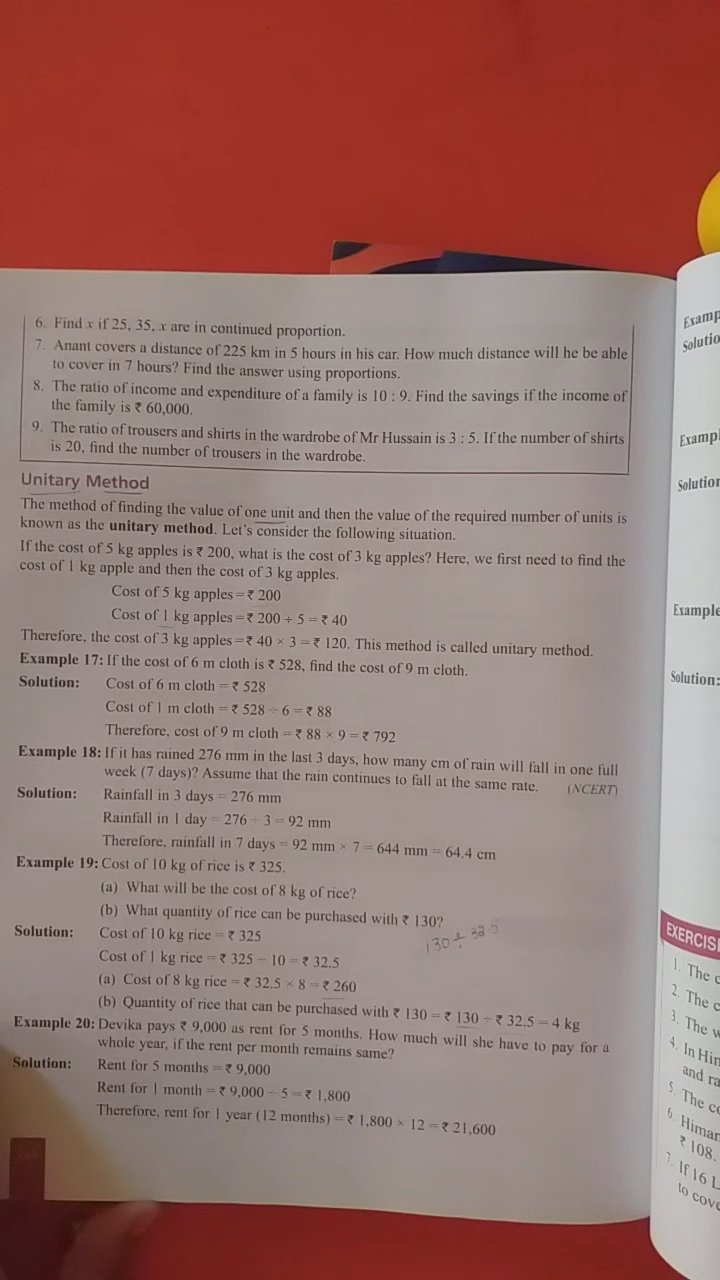 6. Find x if 25, 35, x are in continued proportion.
7. Anant covers a distance of 225 km in 5 hours in his car. How much distance will he be able
to cover in 7 hours? Find the answer using proportions.
8. The ratio of income and expenditure of a family is 10 : 9. Find the savings if the income of
the family is ₹ 60,000.
9. The ratio of trousers and shirts in the wardrobe of Mr Hussain is 3 : 5. If the number of shirts
is 20, find the number of trousers in the wardrobe.
Unitary Method
The method of finding the value of one unit and then the value of the required number of units is
known as the unitary method. Let's consider the following situation.
If the cost of 5 kg apples is ₹ 200, what is the cost of 3 kg apples? Here, we first need to find the
cost of 1 kg apple and then the cost of 3 kg apples.
Cost of 5 kg apples = ₹ 200
Cost of 1 kg apples = ₹ 200 ÷ 5 = ₹ 40
Therefore, the cost of 3 kg apples = ₹ 40 × 3 = ₹ 120. This method is called unitary method.
Example 17: If the cost of 6 m cloth is ₹ 528, find the cost of 9 m cloth.
Solution: Cost of 6 m cloth = ₹ 528
Cost of 1 m cloth = ₹ 528 ÷ 6 = ₹ 88
Therefore, cost of 9 m cloth = ₹ 88 × 9 = ₹ 792
Example 18: If it has rained 276 mm in the last 3 days, how many cm of rain will fall in one full
week (7 days)? Assume that the rain continues to fall at the same rate. (NCERT)
Solution: Rainfall in 3 days = 276 mm
Rainfall in 1 day = 276 ÷ 3 = 92 mm
Therefore, rainfall in 7 days = 92 mm × 7 = 644 mm = 64.4 cm
Example 19: Cost of 10 kg of rice is ₹ 325.
(a) What will be the cost of 8 kg of rice?
(b) What quantity of rice can be purchased with ₹ 130?
130 ÷ 325
Solution: Cost of 10 kg rice = ₹ 325
Cost of 1 kg rice = ₹ 325 ÷ 10 = ₹ 32.5
(a) Cost of 8 kg rice = ₹ 32.5 × 8 = ₹ 260
(b) Quantity of rice that can be purchased with ₹ 130 = ₹ 130 ÷ ₹ 32.5 = 4 kg
Example 20: Devika pays ₹ 9,000 as rent for 5 months. How much will she have to pay for a
whole year, if the rent per month remains same?
Solution: Rent for 5 months = ₹ 9,000
Rent for 1 month = ₹ 9,000 ÷ 5 = ₹ 1,800
Therefore, rent for 1 year (12 months) = ₹ 1,800 × 12 = ₹ 21,600
Solution
Example
Solution:
1. The
2. The
3. The
4. In
and
5. The
6.
₹ 108.
7. If 16
to